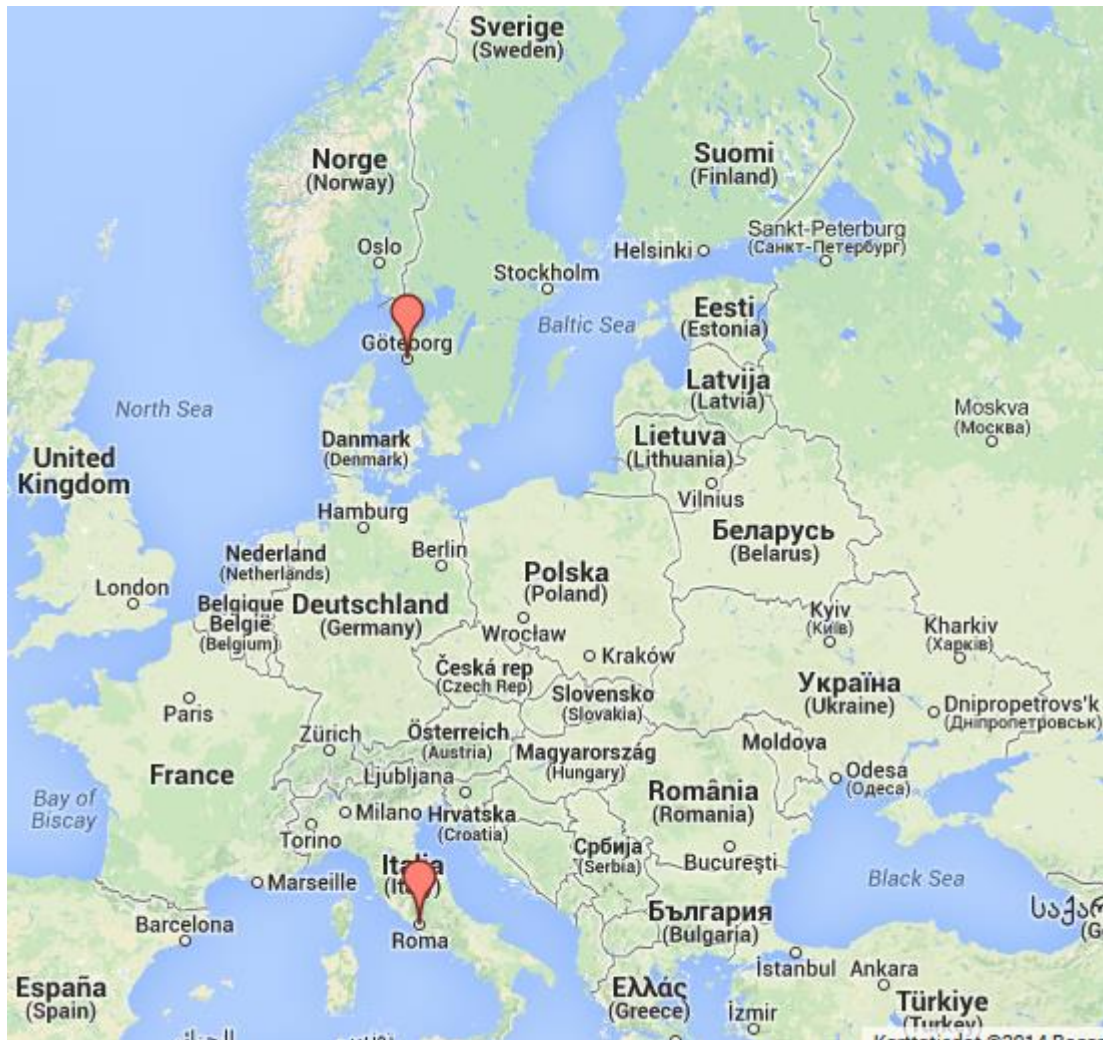 Sverige
(Sweden)
Norge
(Norway)
Suomi
(Finland)
Sankt-Peterburg
(Санкт-Петербург)
Oslo
Helsinki
Stockholm
Eesti
(Estonia)
Baltic Sea
Göteborg
Latvija
(Latvia)
North Sea
Moskva
(Москва)
Danmark
(Denmark)
Lietuva
(Lithuania)
United
Kingdom
Vilnius
Hamburg
Беларусь
(Belarus)
Nederland
(Netherlands)
Berlin
Polska
(Poland)
London
Belgique
België
(Belgium)
Deutschland
(Germany)
Wrocław
Kyiv
(Київ)
Kharkiv
(Харків)
Kraków
Česká rep
(Czech Rep)
Slovensko
(Slovakia)
Україна
(Ukraine)
Paris
Dnipropetrovs'k
(Дніпропетровськ)
Zürich
Österreich
(Austria)
Magyarország
(Hungary)
Moldova
France
Ljubljana
Odesa
(Одеса)
Bay of
Biscay
Milano
Hrvatska
(Croatia)
România
(Romania)
Torino
Србија
(Serbia)
București
Italia
Marseille
Black Sea
Barcelona
Roma
България
(Bulgaria)
İstanbul
Ankara
España
(Spain)
Ελλάς
(Greece)
İzmir
Türkiye
(Turkey)